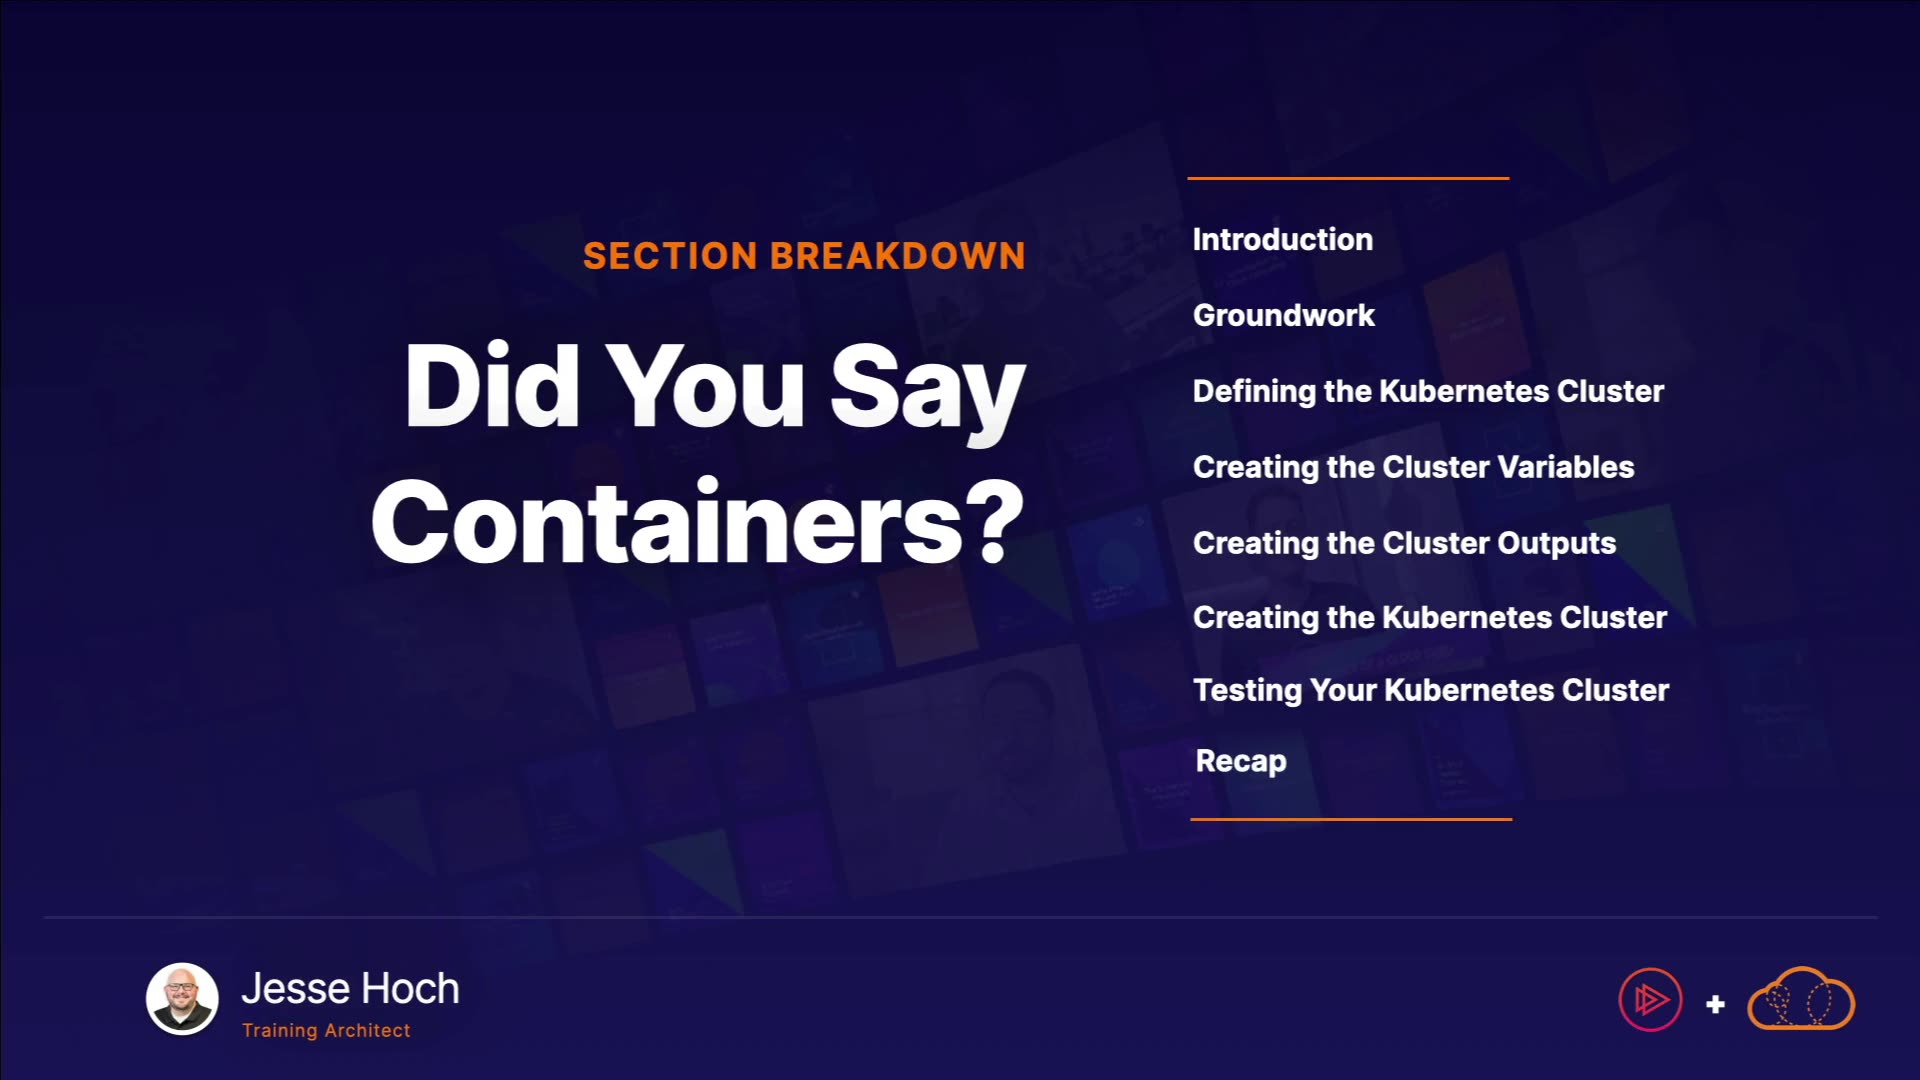 SECTION BREAKDOWN
Did You Say
Containers?
Introduction
Groundwork
Defining the Kubernetes Cluster
Creating the Cluster Variables
Creating the Cluster Outputs
Creating the Kubernetes Cluster
Testing Your Kubernetes Cluster
Recap
Jesse Hoch
Training Architect
+